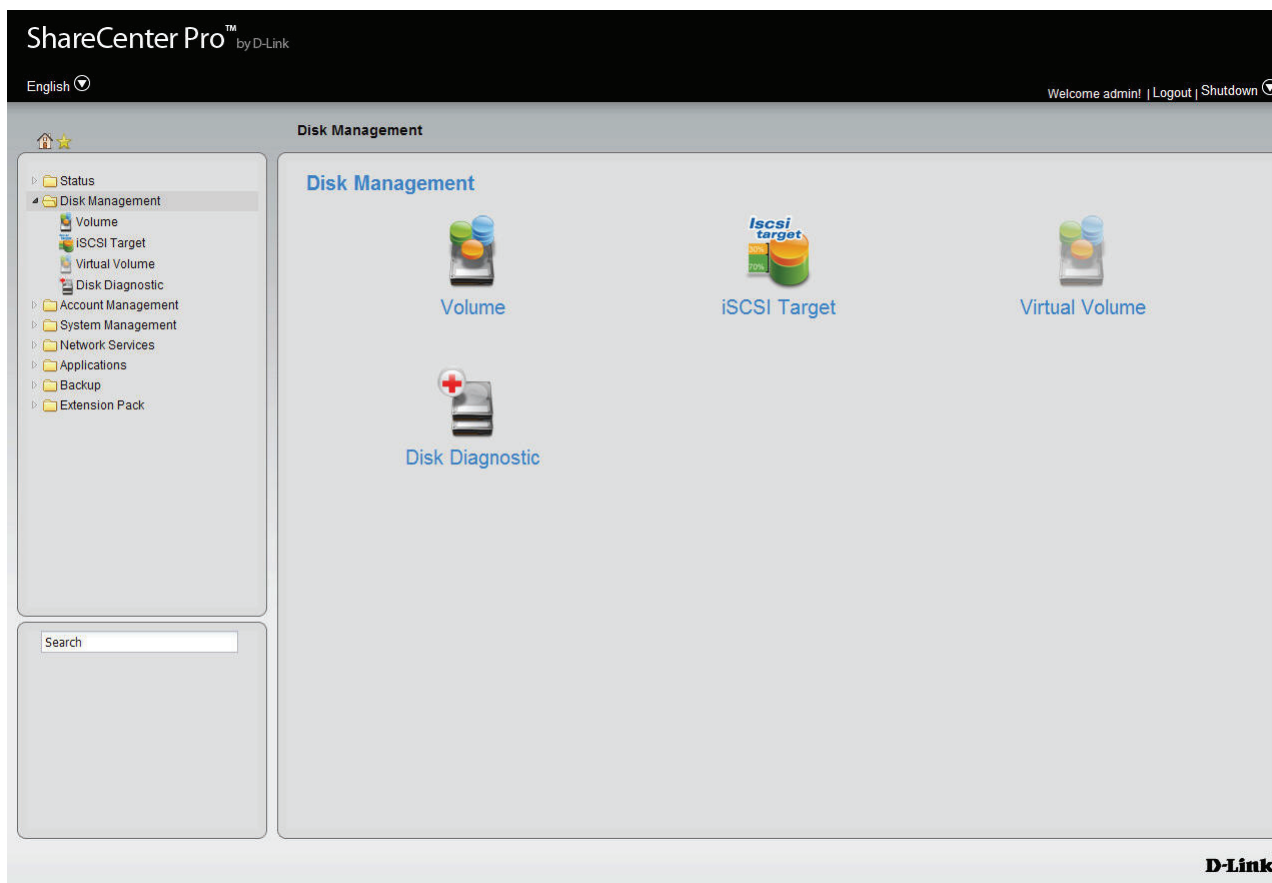 ShareCenter Pro™ by D-Link
English
Welcome admin! | Logout | Shutdown
Disk Management
Status
Disk Management
Volume
iSCSI Target
Virtual Volume
Disk Diagnostic
Account Management
System Management
Network Services
Applications
Backup
Extension Pack
Search
Disk Management
Volume
Iscsi
target
30%
70%
iSCSI Target
Virtual Volume
Disk Diagnostic
D-Link